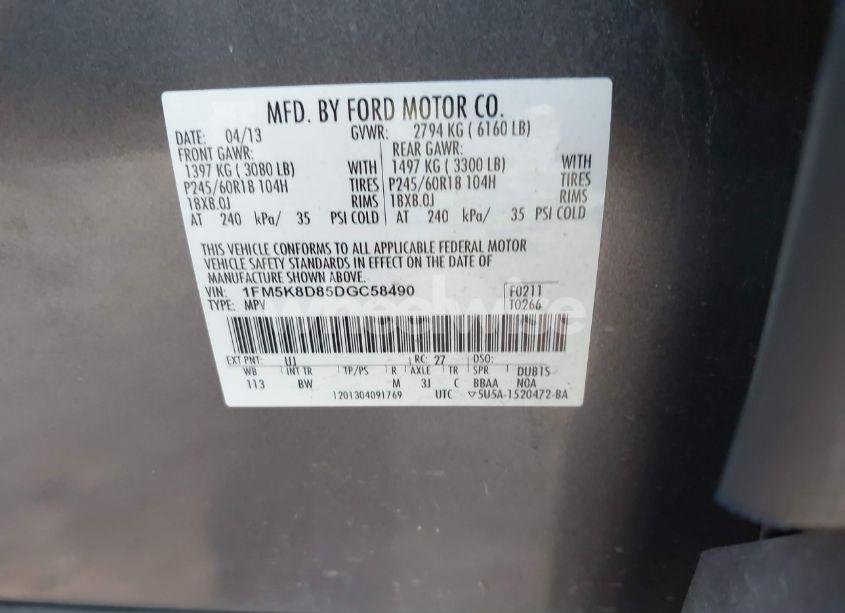 MFD. BY FORD MOTOR CO.
DATE: 04/13 GVWR: 2794 KG ( 6160 LB)
FRONT GAWR: REAR GAWR:
1397 KG ( 3080 LB) WITH 1497 KG ( 3300 LB) WITH
P245/60R18 104H TIRES P245/60R18 104H TIRES
18X8.0J RIMS 18X8.0J RIMS
AT 240 kPa/ 35 PSI COLD AT 240 kPa/ 35 PSI COLD
THIS VEHICLE CONFORMS TO ALL APPLICABLE FEDERAL MOTOR
VEHICLE SAFETY STANDARDS IN EFFECT ON THE DATE OF
MANUFACTURE SHOWN ABOVE.
VIN: 1FM5K8D85DGC58490 F0211
TYPE: MPV T0266
EXT PNT: UJ RC: 27 DSO:
WB INT TR TP/PS R AXLE TR SPR DUBIS
113 BW M 3J C BBAA NOA
1201304091769 UTC ▽5U5A-1520472-BA